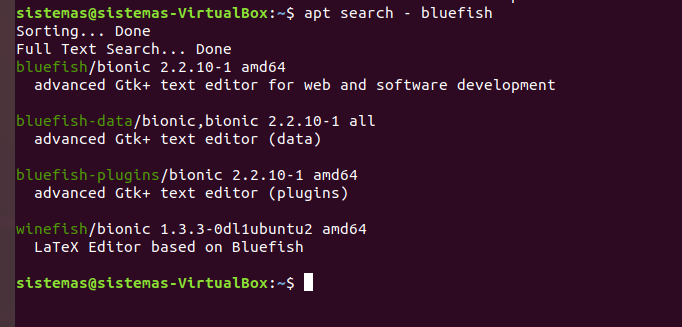 sistemas@sistemas-VirtualBox:~$ apt search - bluefish
Sorting... Done
Full Text Search... Done
bluefish/bionic 2.2.10-1 amd64
  advanced Gtk+ text editor for web and software development

bluefish-data/bionic,bionic 2.2.10-1 all
  advanced Gtk+ text editor (data)

bluefish-plugins/bionic 2.2.10-1 amd64
  advanced Gtk+ text editor (plugins)

winefish/bionic 1.3.3-0dl1ubuntu2 amd64
  LaTeX Editor based on Bluefish

sistemas@sistemas-VirtualBox:~$